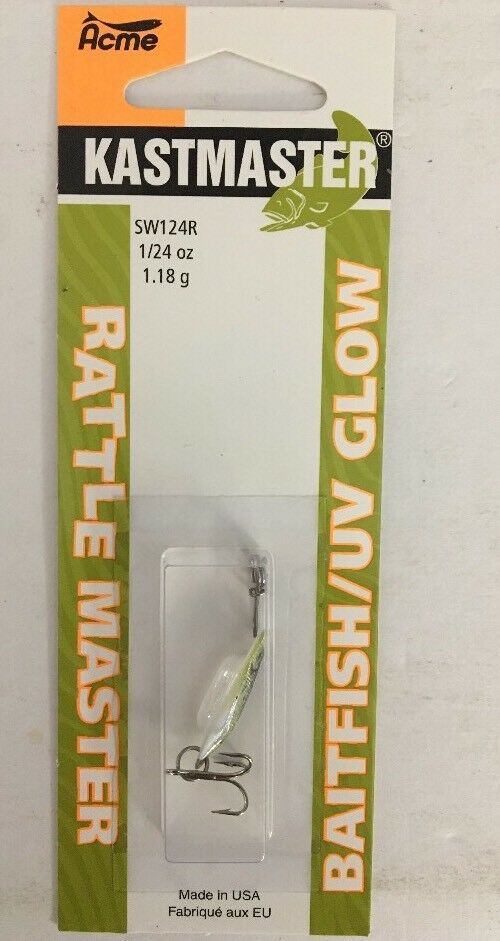 Acme
KASTMASTER®
SW124R
1/24 oz
1.18 g
RATTLE MASTER
BAITFISH/UV GLOW
Made in USA
Fabriqué aux EU